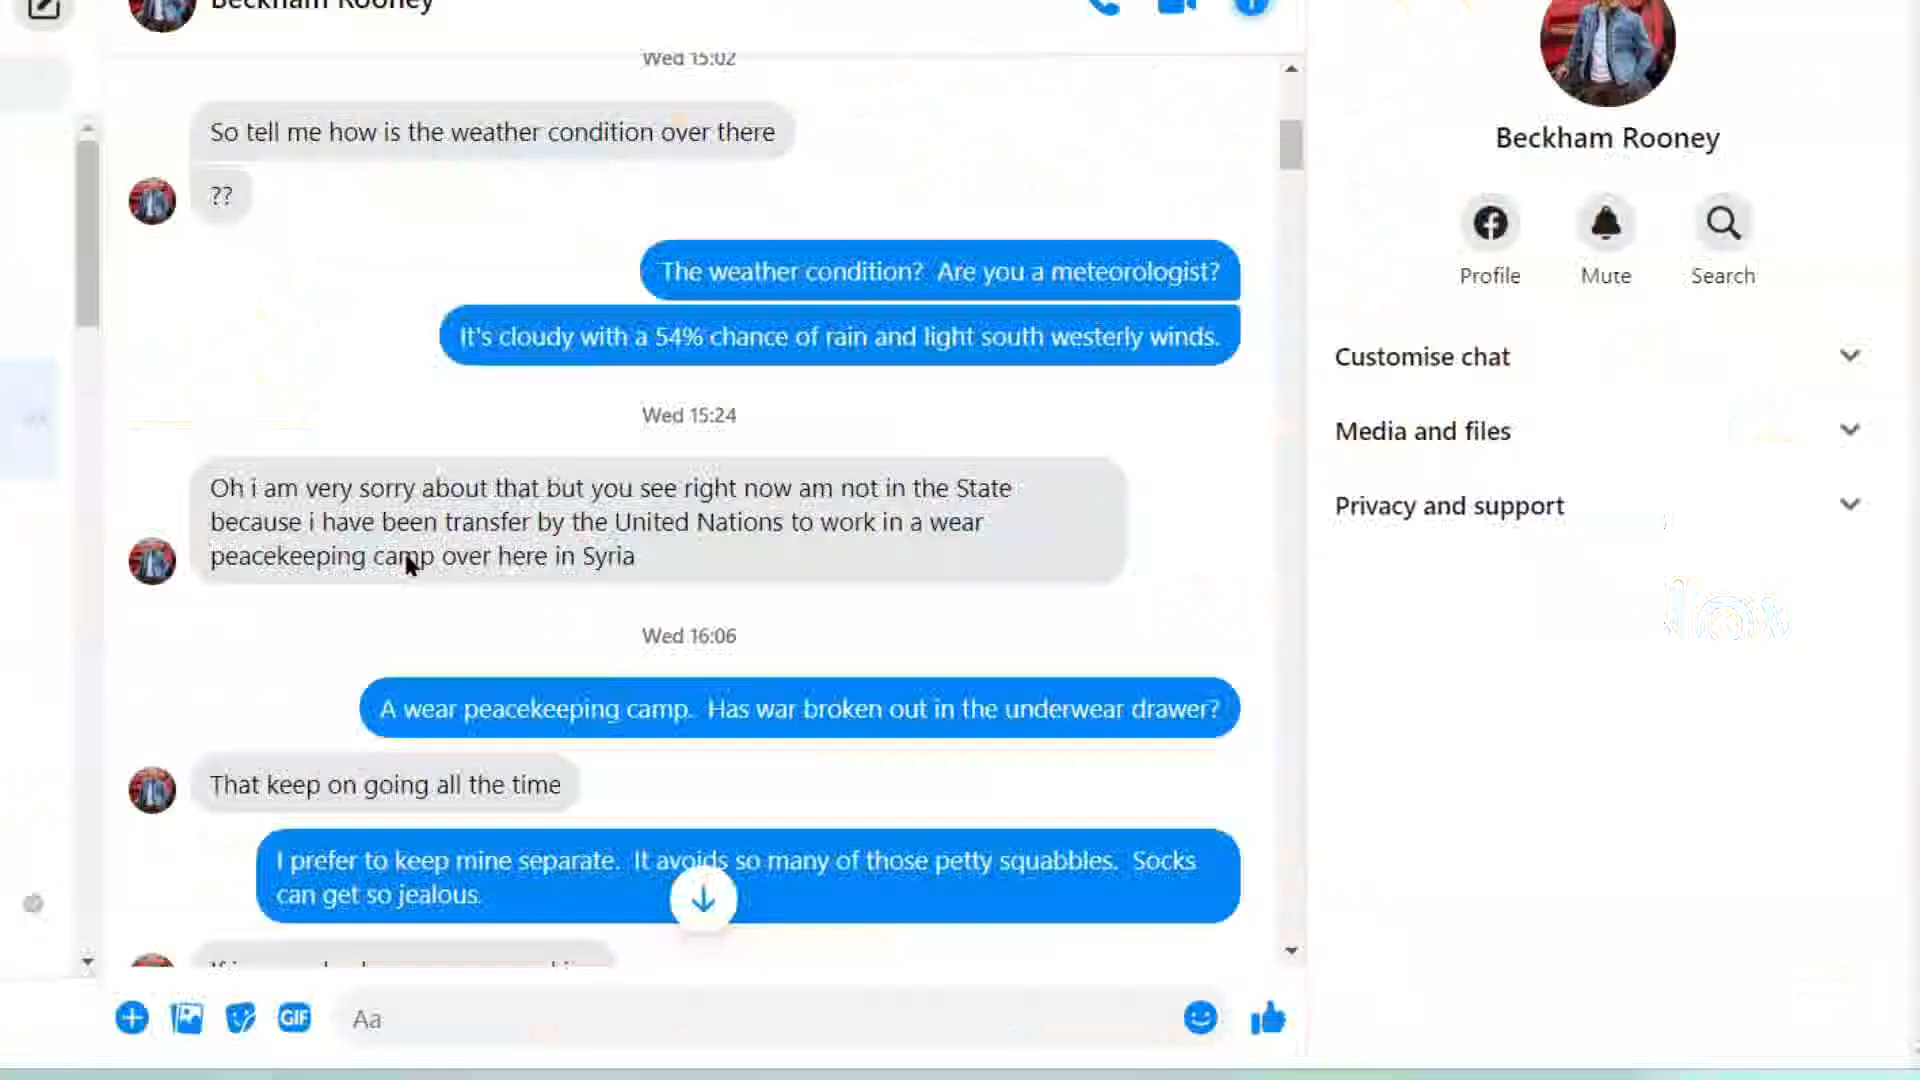 Beckham Rooney
Wed 15:02
So tell me how is the weather condition over there
??
The weather condition?  Are you a meteorologist?
It's cloudy with a 54% chance of rain and light south westerly winds.
Wed 15:24
Oh i am very sorry about that but you see right now am not in the State
because i have been transfer by the United Nations to work in a wear
peacekeeping camp over here in Syria
Wed 16:06
A wear peacekeeping camp.  Has war broken out in the underwear drawer?
That keep on going all the time
I prefer to keep mine separate.  It avoids so many of those petty squabbles.  Socks
can get so jealous.
GIF
Aa
Beckham Rooney
Profile
Mute
Search
Customise chat
Media and files
Privacy and support